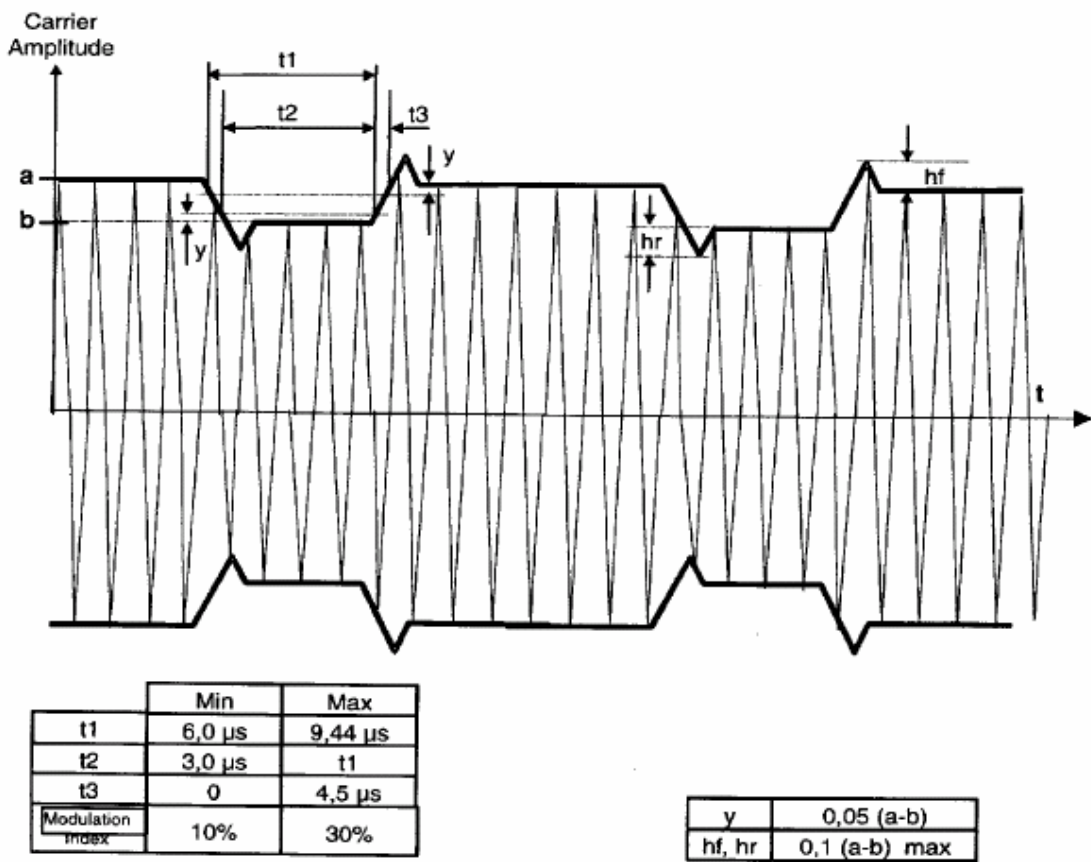 Carrier
Amplitude
t1
t2
t3
y
a
hf
b
y
hr
t
Min Max
t1 6,0 µs 9,44 µs
t2 3,0 µs t1
t3 0 4,5 µs
Modulation
Index 10% 30%
y 0,05 (a-b)
hf, hr 0,1 (a-b) max